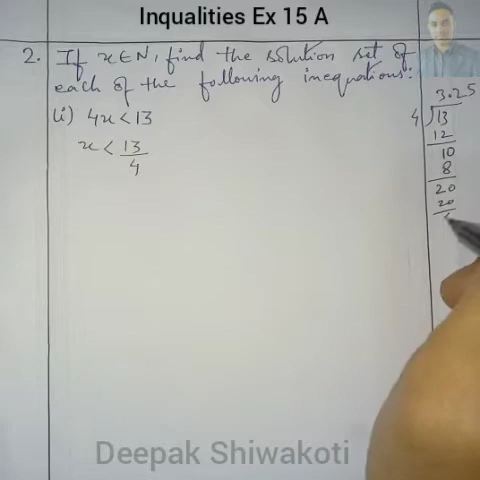 Inqualities Ex 15 A
2. If x ∈ N, find the solution set of
each of the following inequations:
(i) 4x < 13
x < 13/4
3.25
4) 13
12
10
8
20
20
Deepak Shiwakoti